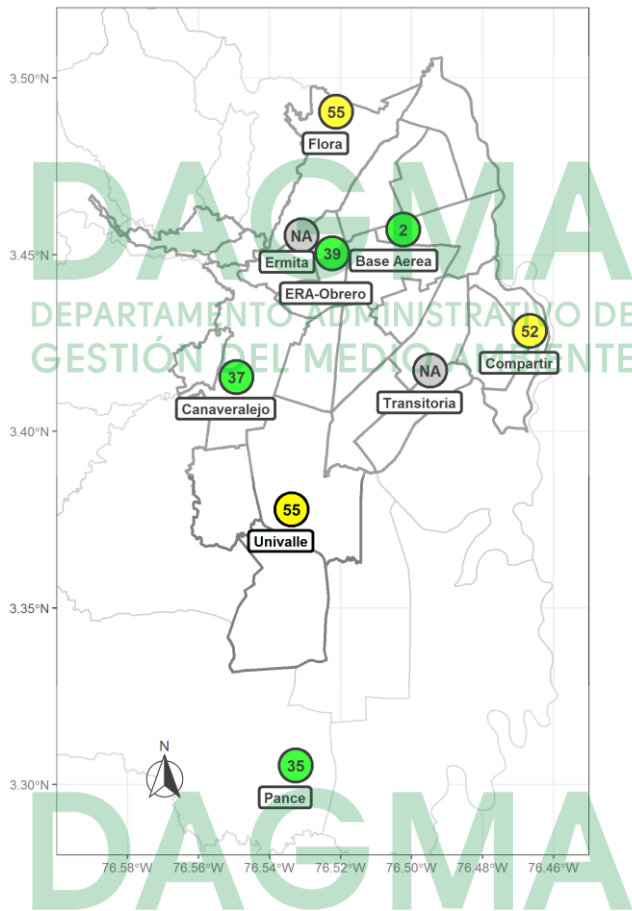 3.50°N
55
Flora
DAGMA
NA
39
2
3.45°N
Ermita
Base Aerea
ERA-Obrero
DEPARTAMENTO ADMINISTRATIVO DE
52
GESTIÓN DEL MEDIO AMBIENTE
Compartir
37
NA
Canaveralejo
Transitoria
3.40°N
55
Univalle
3.35°N
N
35
3.30°N
Pance
DAGMA
76.58°W 76.56°W 76.54°W 76.52°W 76.50°W 76.48°W 76.46°W